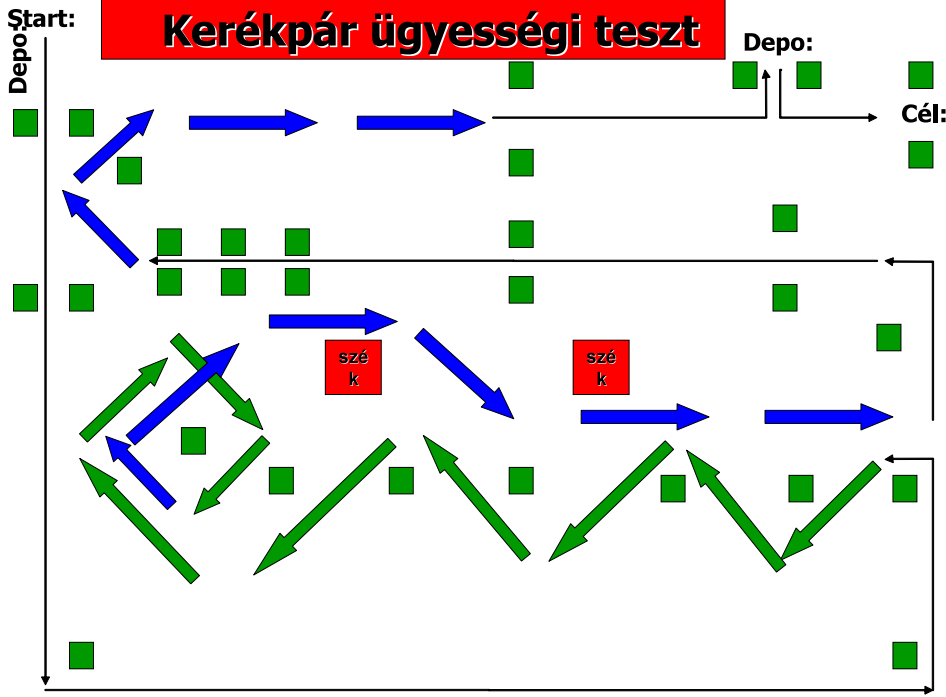 Start:
Kerékpár ügyességi teszt
Depo:
Depo:
Cél:
szé
k
szé
k